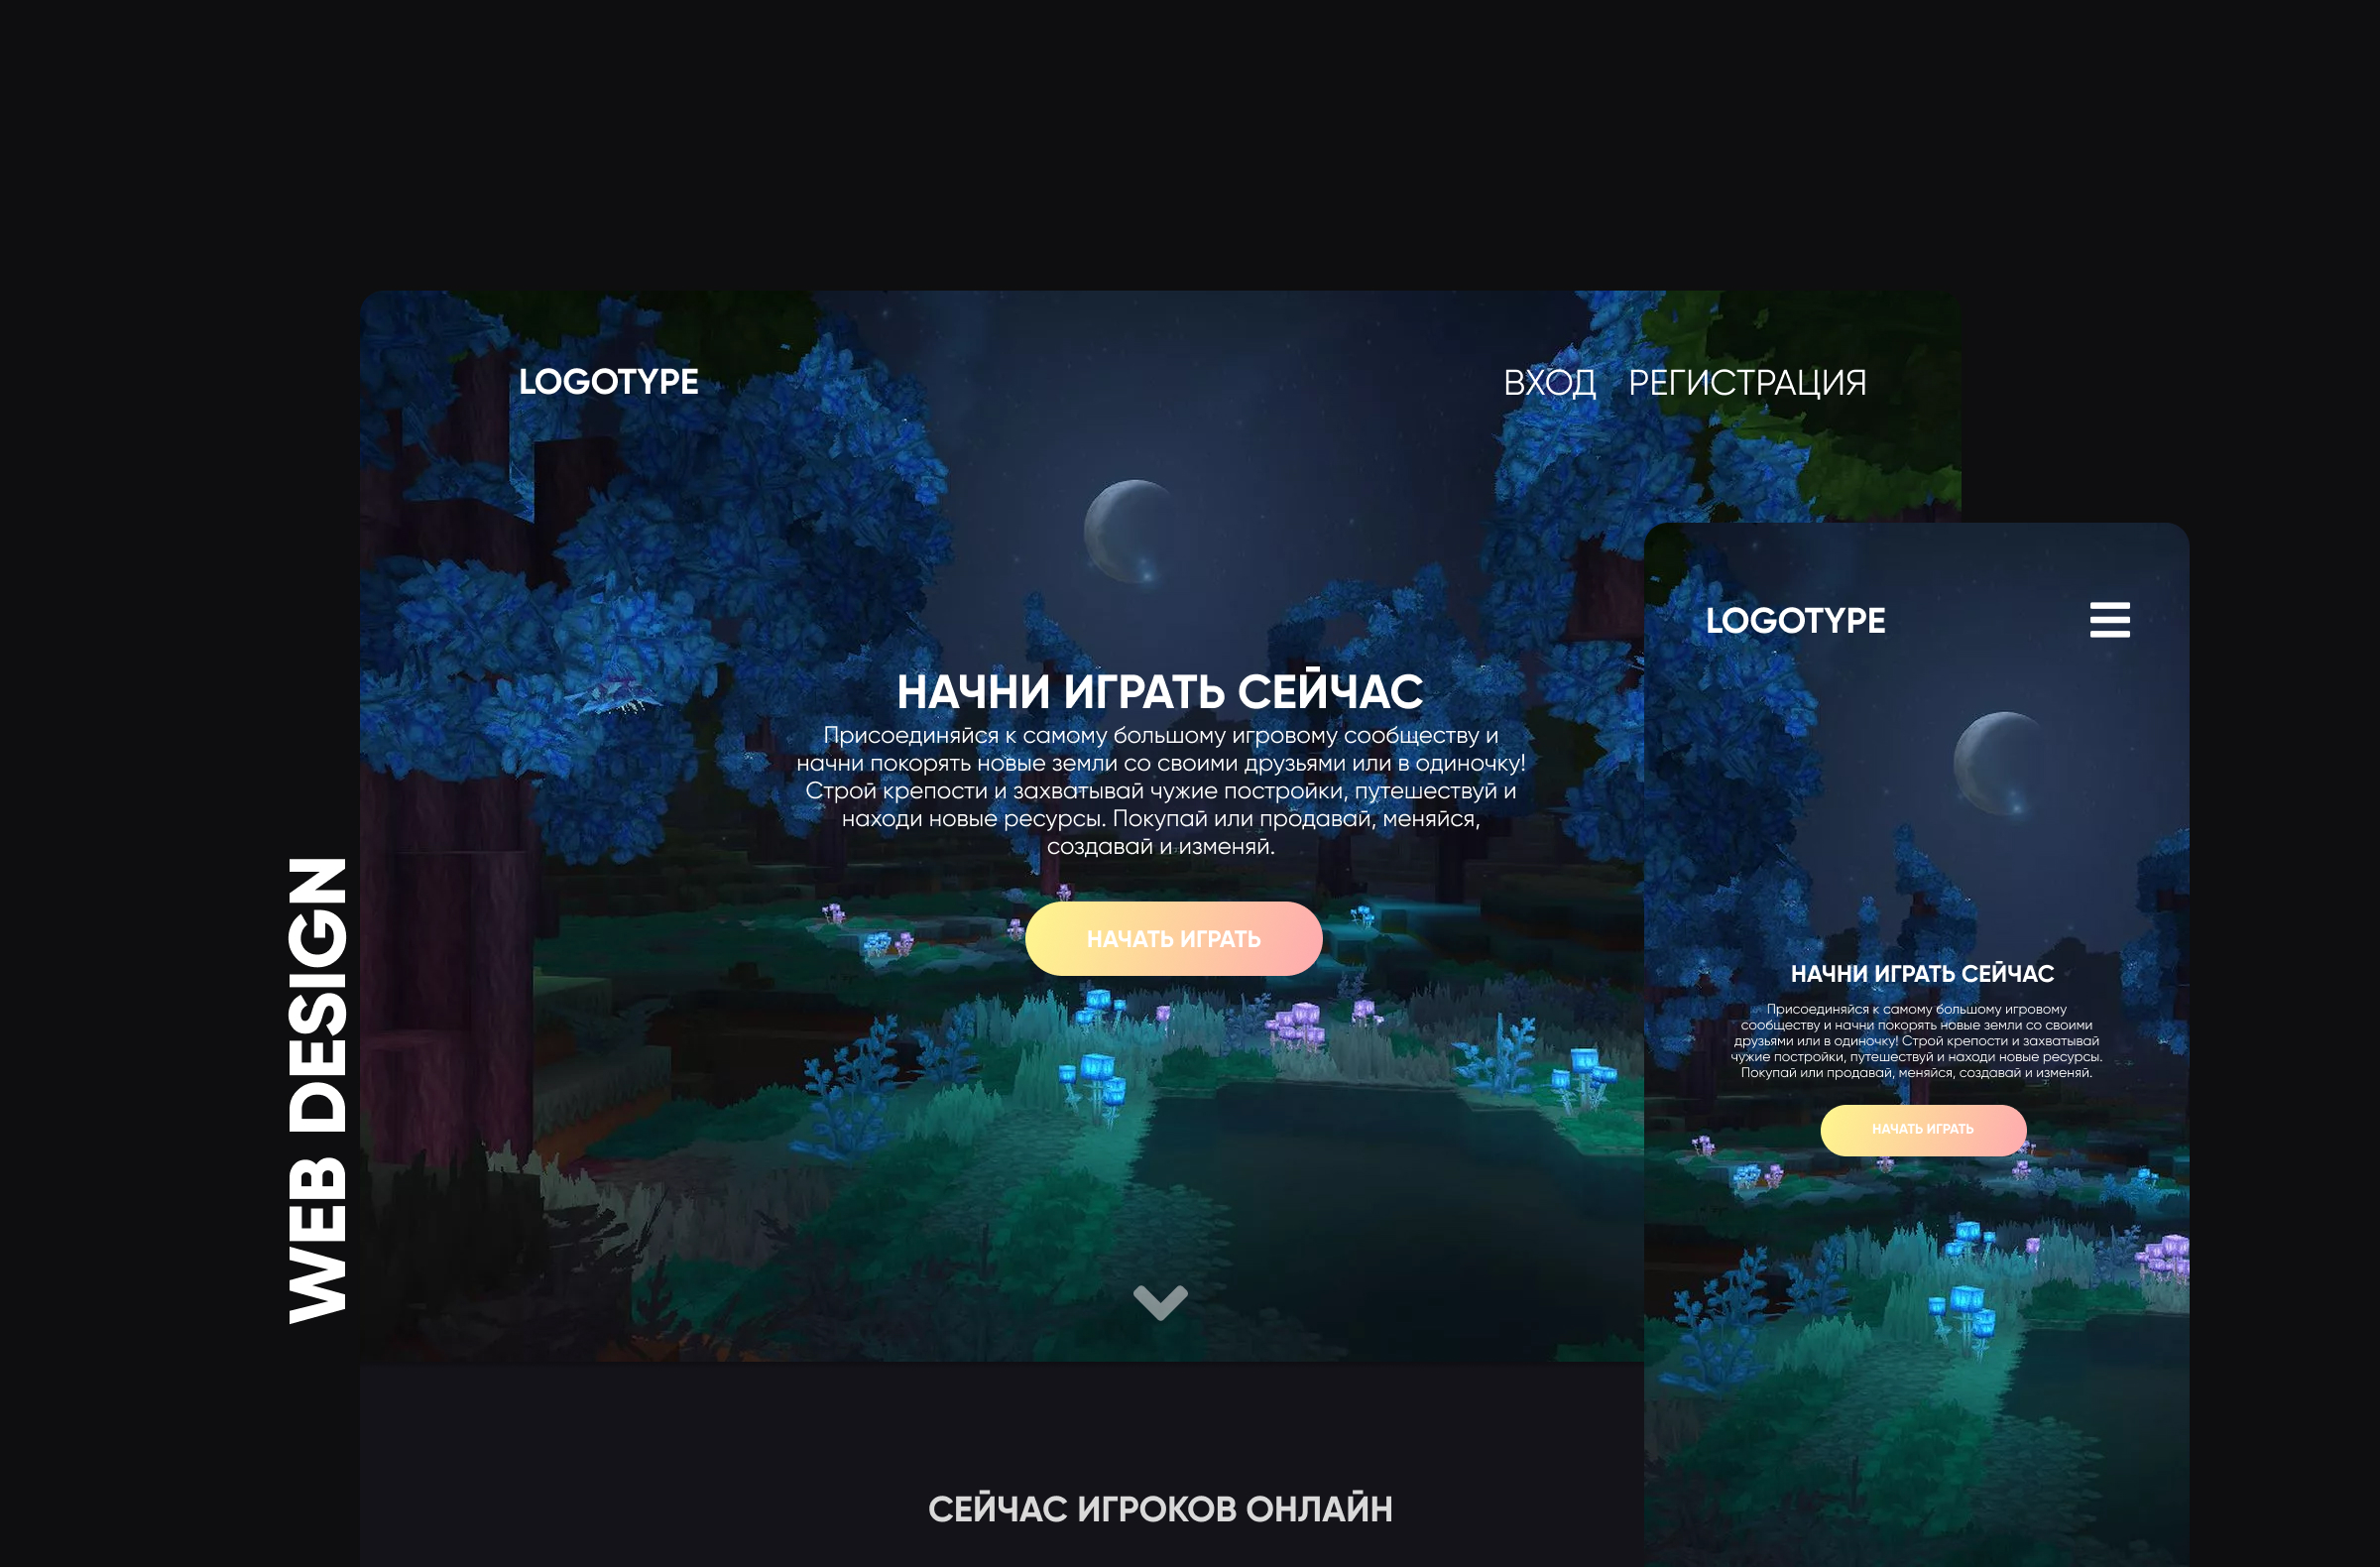 WEB DESIGN
LOGOTYPE
ВХОД РЕГИСТРАЦИЯ
НАЧНИ ИГРАТЬ СЕЙЧАС
Присоединяйся к самому большому игровому сообществу и
начни покорять новые земли со своими друзьями или в одиночку!
Строй крепости и захватывай чужие постройки, путешествуй и
находи новые ресурсы. Покупай или продавай, меняйся,
создавай и изменяй.
НАЧАТЬ ИГРАТЬ
СЕЙЧАС ИГРОКОВ ОНЛАЙН
LOGOTYPE
НАЧНИ ИГРАТЬ СЕЙЧАС
Присоединяйся к самому большому игровому
сообществу и начни покорять новые земли со своими
друзьями или в одиночку! Строй крепости и захватывай
чужие постройки, путешествуй и находи новые ресурсы.
Покупай или продавай, меняйся, создавай и изменяй.
НАЧАТЬ ИГРАТЬ